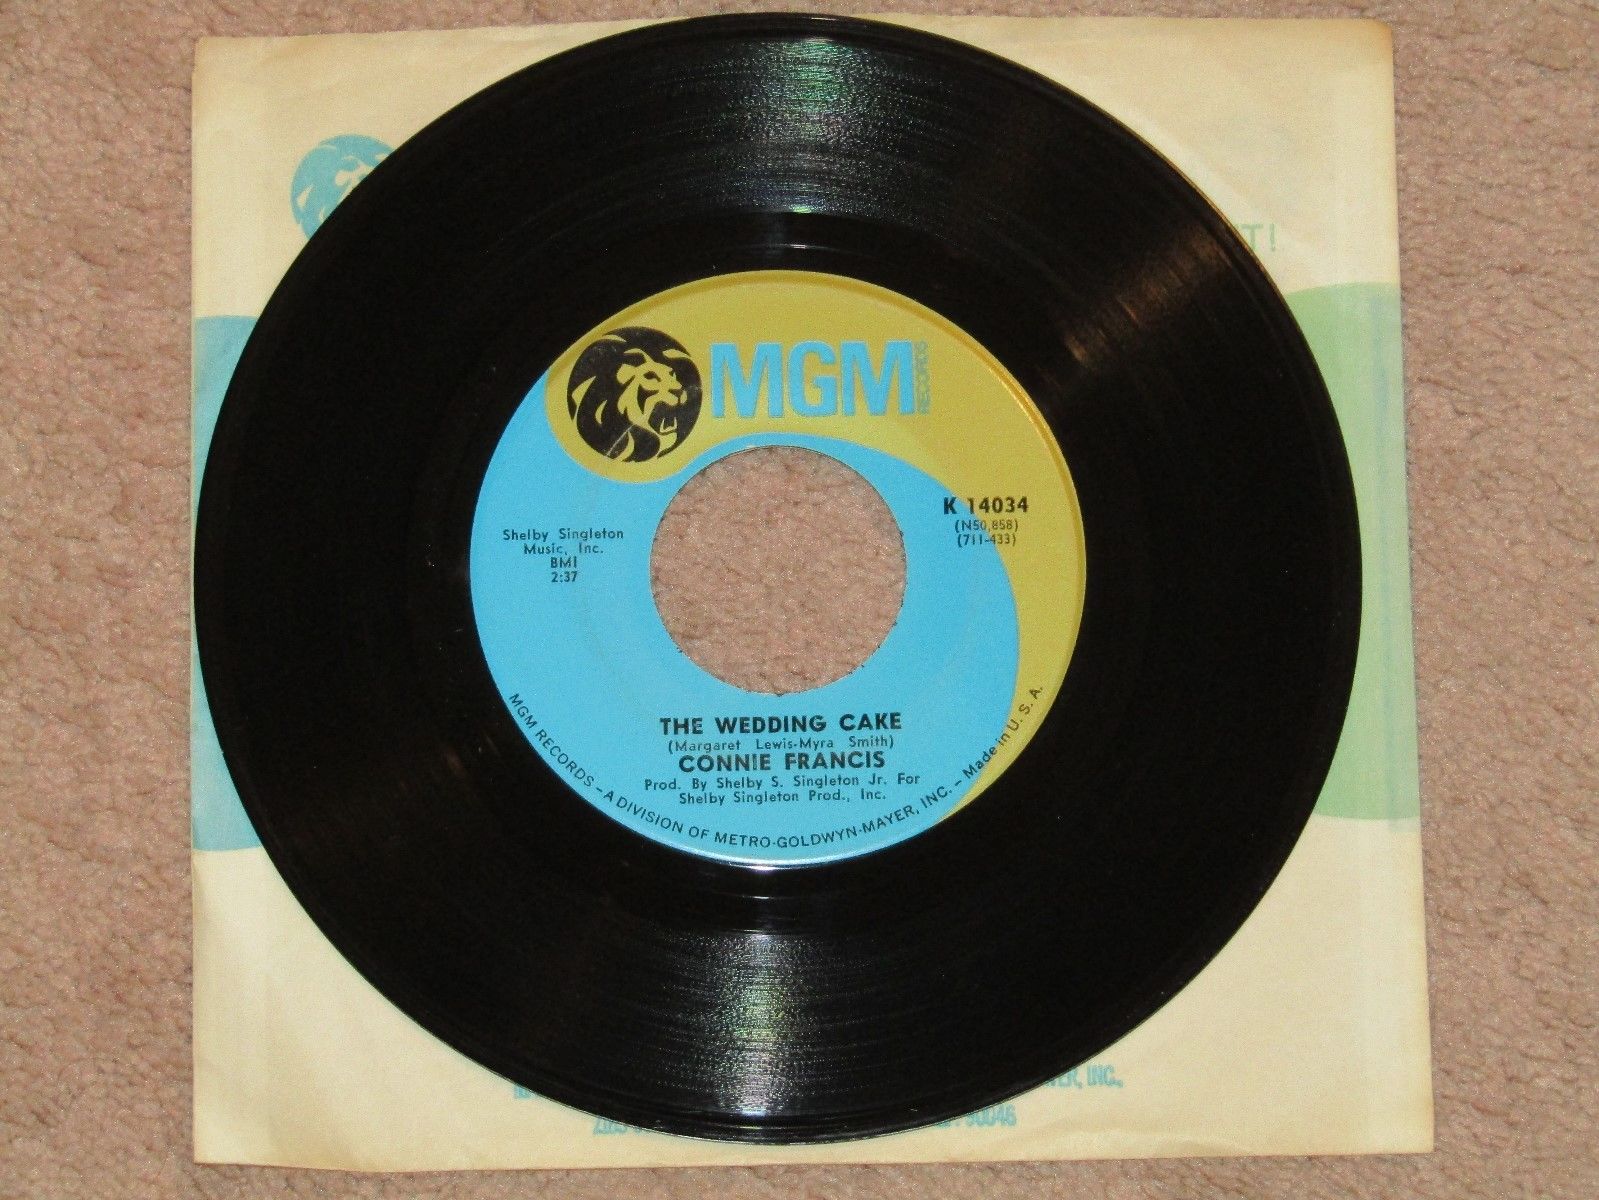 MGM RECORDS
K 14034
(N50,858)
(711-433)
Shelby Singleton
Music, Inc.
BMI
2:37
THE WEDDING CAKE
(Margaret Lewis-Myra Smith)
CONNIE FRANCIS
Prod. By Shelby S. Singleton Jr. For
Shelby Singleton Prod., Inc.
MGM RECORDS – A DIVISION OF METRO-GOLDWYN-MAYER, INC. – Made in U. S. A.
INC.,
90046